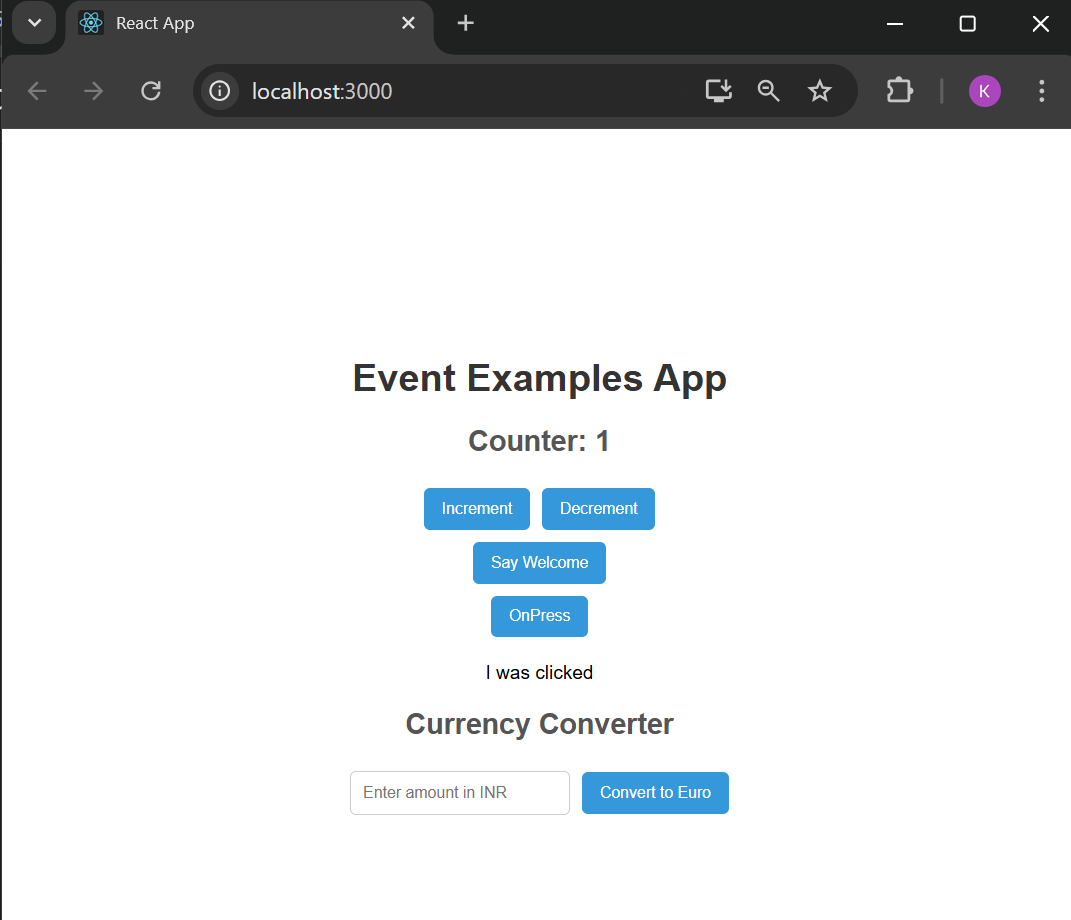 React App
localhost:3000
K
Event Examples App
Counter: 1
Increment Decrement
Say Welcome
OnPress
I was clicked
Currency Converter
Enter amount in INR Convert to Euro